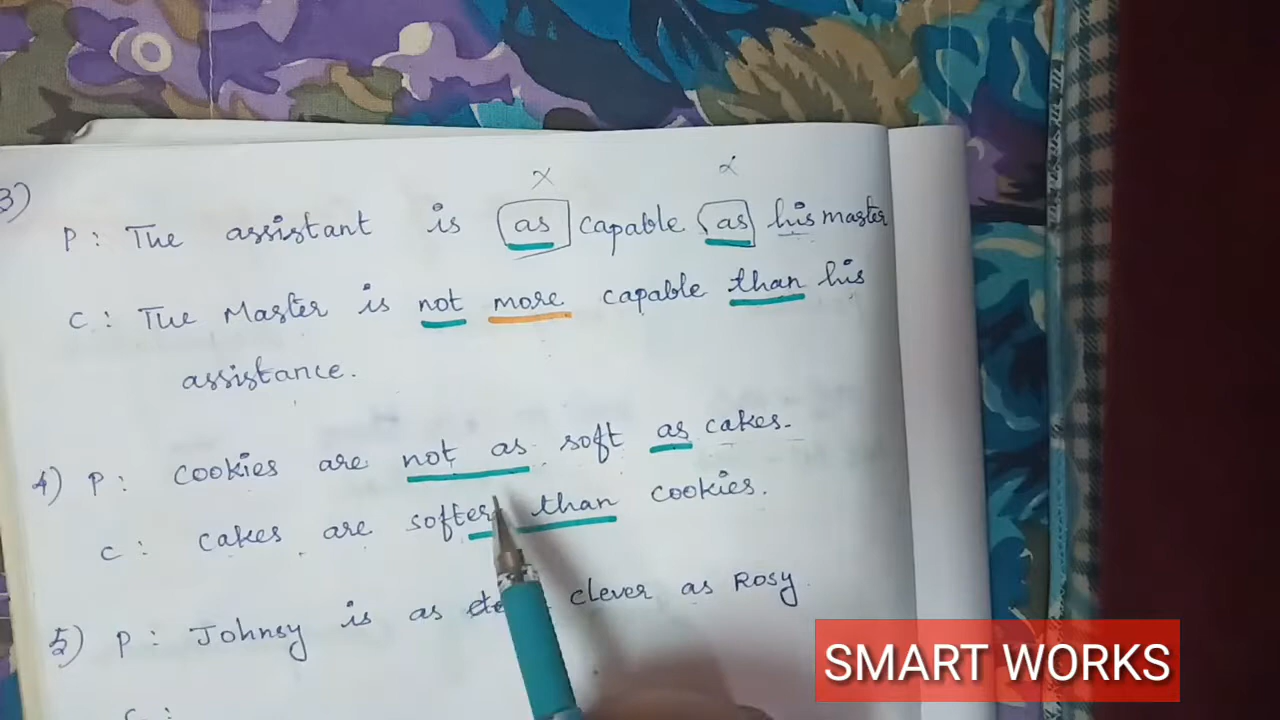 3)
P: The assistant is as capable as his master
C: The Master is not more capable than his
assistance.
4) P: Cookies are not as soft as cakes.
C: Cakes are softer than cookies.
5) P: Johnsy is as clever as Rosy
C:
SMART WORKS